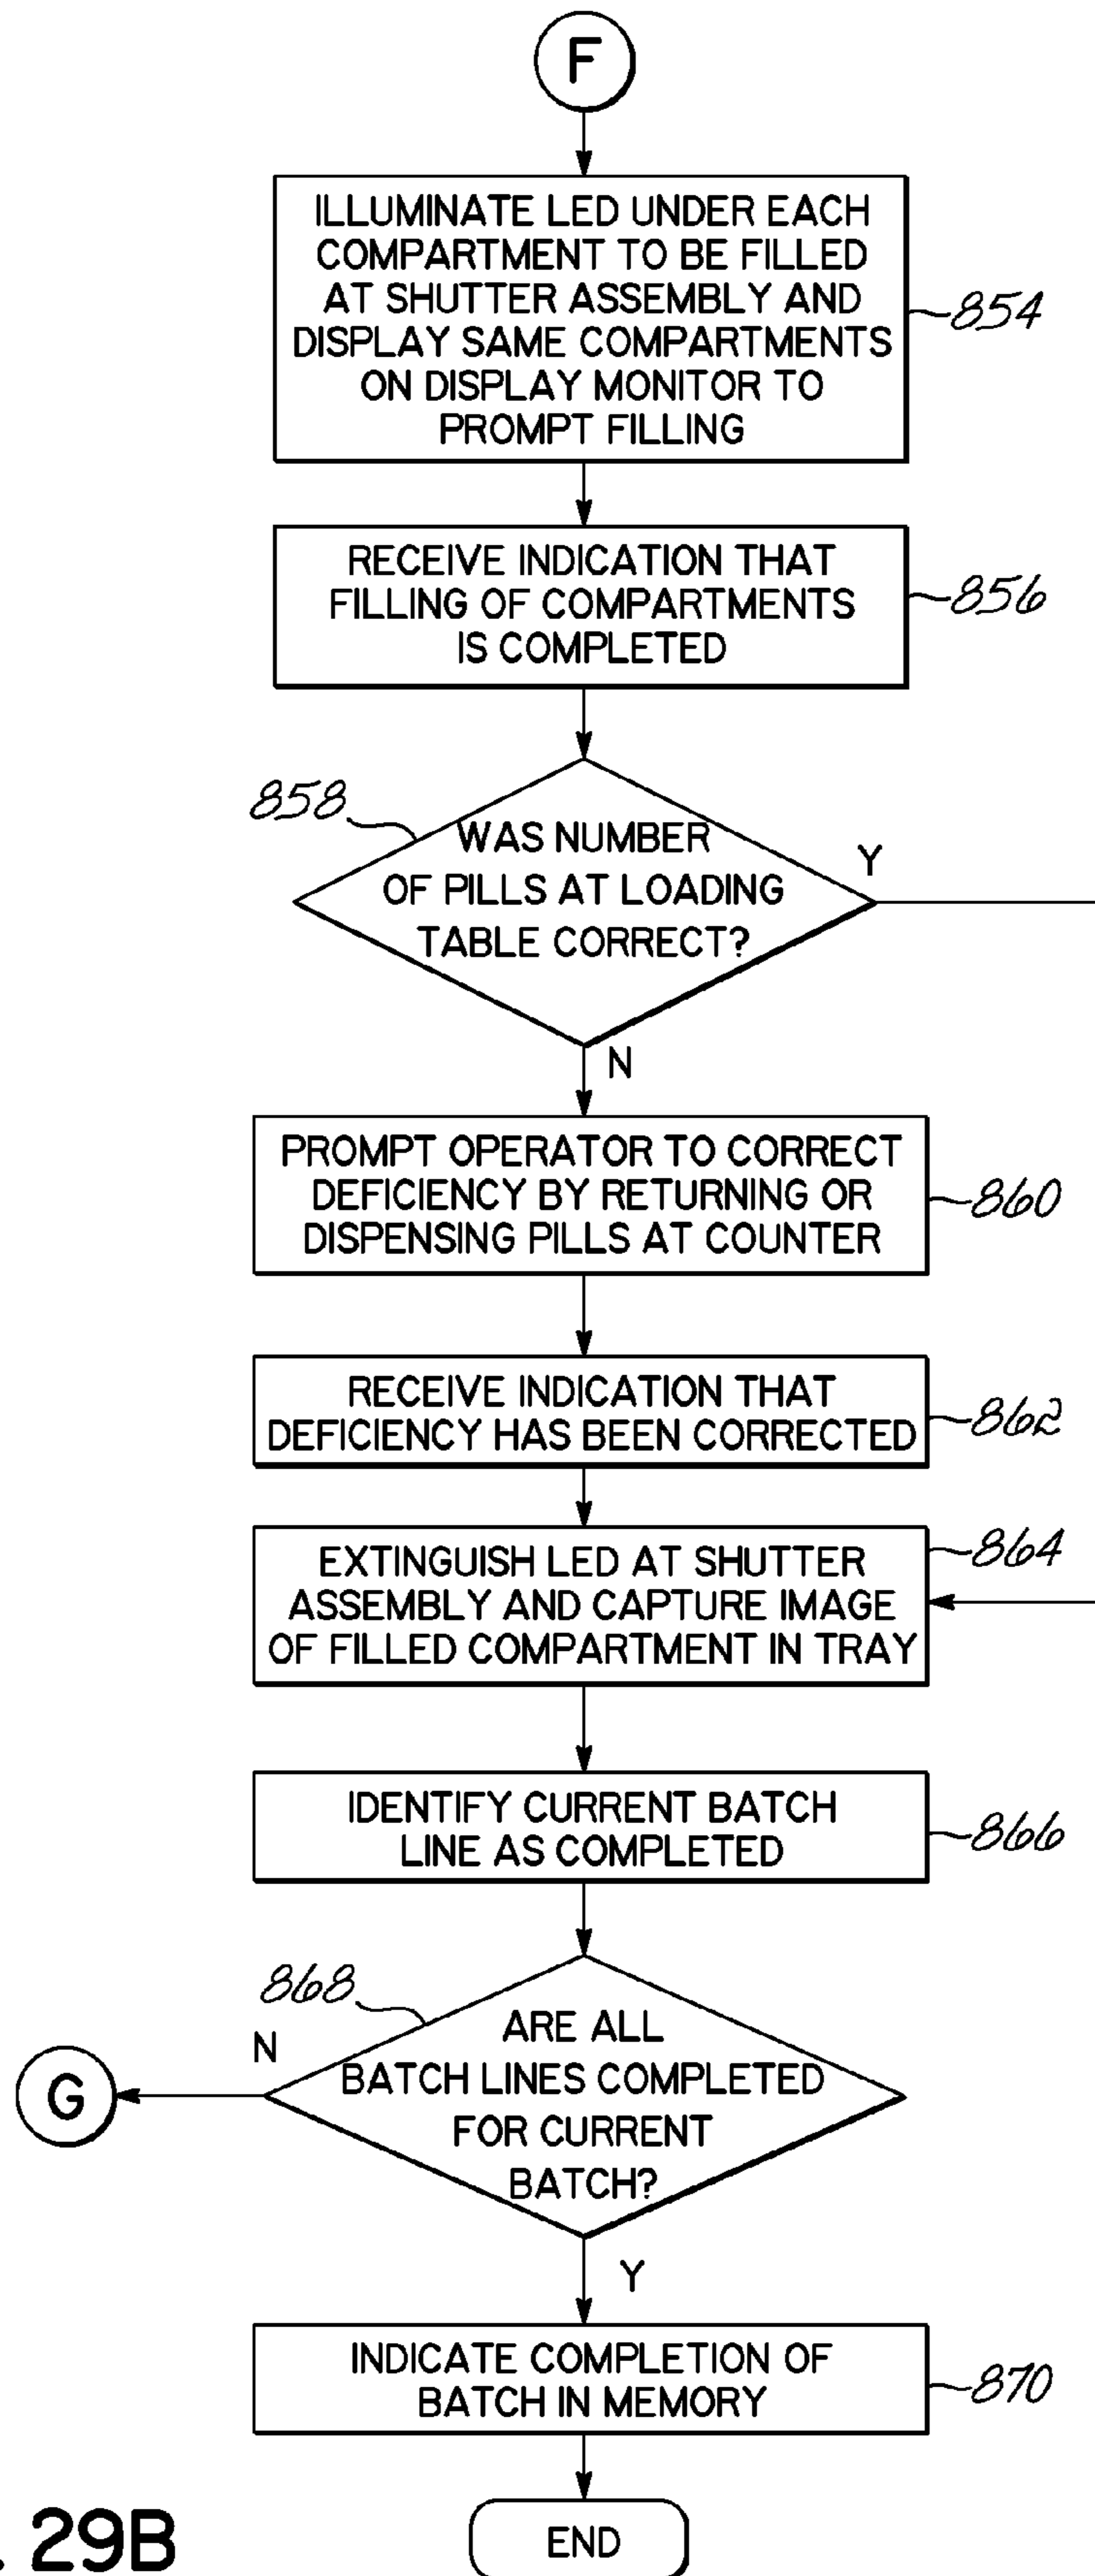 F
ILLUMINATE LED UNDER EACH
COMPARTMENT TO BE FILLED
AT SHUTTER ASSEMBLY AND
DISPLAY SAME COMPARTMENTS
ON DISPLAY MONITOR TO
PROMPT FILLING
854
RECEIVE INDICATION THAT
FILLING OF COMPARTMENTS
IS COMPLETED
856
858
WAS NUMBER
OF PILLS AT LOADING
TABLE CORRECT?
Y
N
PROMPT OPERATOR TO CORRECT
DEFICIENCY BY RETURNING OR
DISPENSING PILLS AT COUNTER
860
RECEIVE INDICATION THAT
DEFICIENCY HAS BEEN CORRECTED
862
EXTINGUISH LED AT SHUTTER
ASSEMBLY AND CAPTURE IMAGE
OF FILLED COMPARTMENT IN TRAY
864
IDENTIFY CURRENT BATCH
LINE AS COMPLETED
866
868
ARE ALL
BATCH LINES COMPLETED
FOR CURRENT
BATCH?
N
G
Y
INDICATE COMPLETION OF
BATCH IN MEMORY
870
END
. 29B